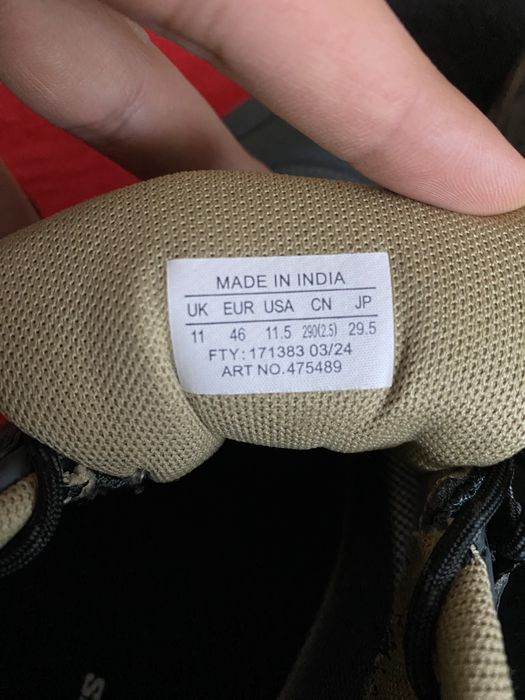 MADE IN INDIA
UK EUR USA CN JP
11 46 11.5 290(2.5) 29.5
FTY: 171383 03/24
ART NO. 475489